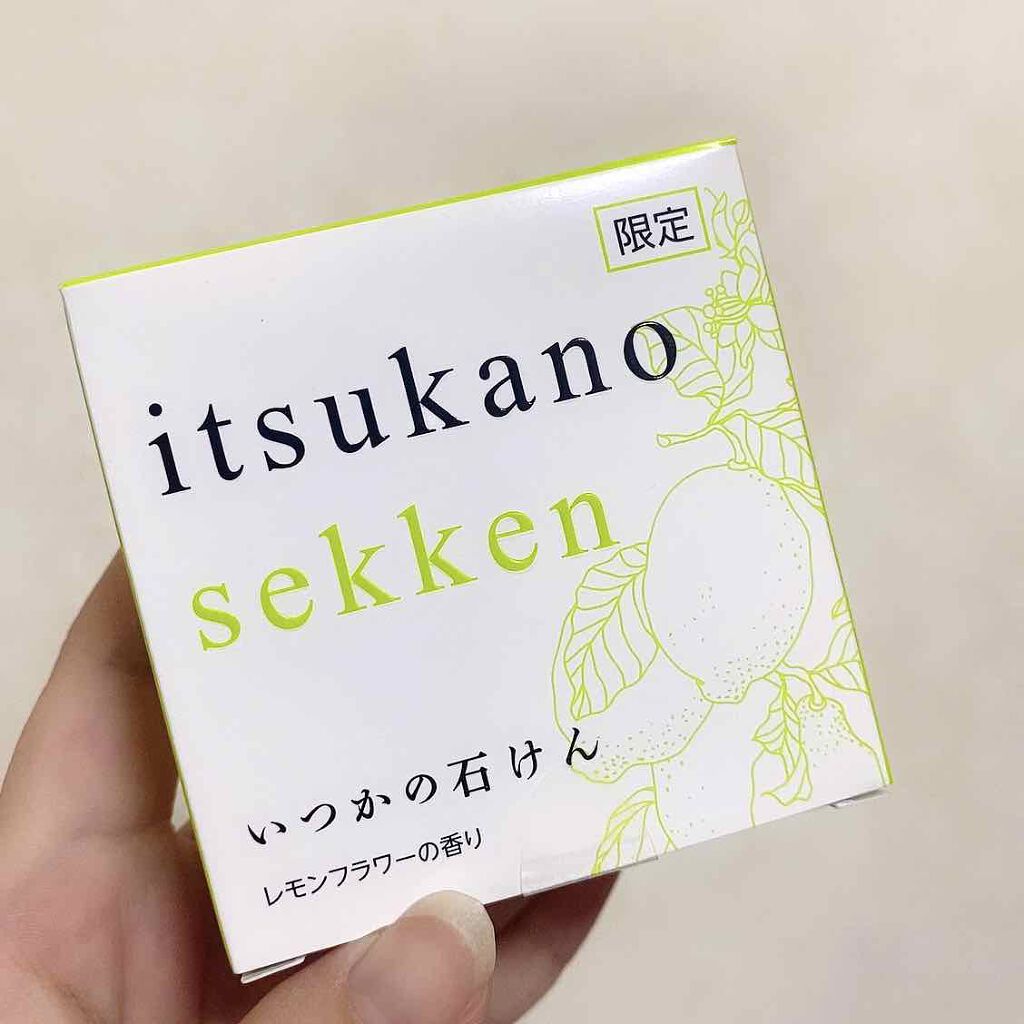 限定
itsukano
sekken
いつかの石けん
レモンフラワーの香り